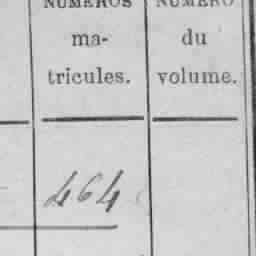 NUMÉROS
ma-
tricules.
NUMÉRO
du
volume.
464